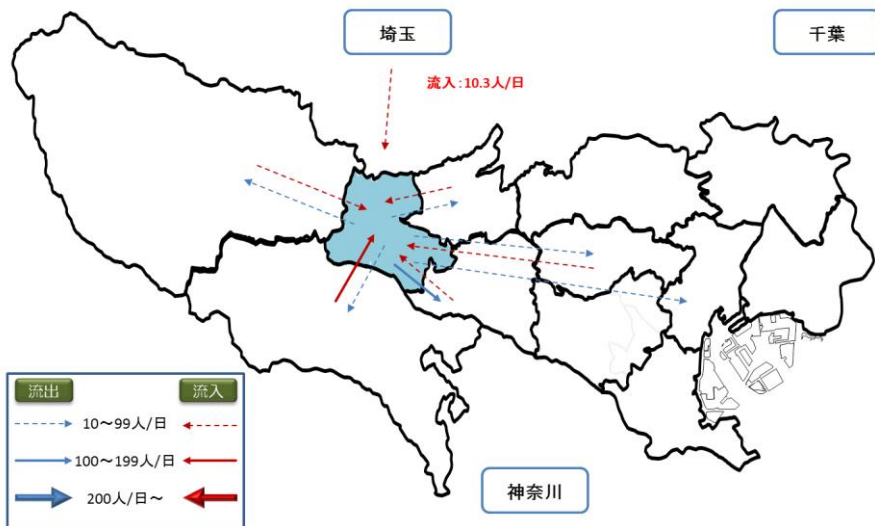 埼玉
千葉
流入：10.3人/日
流出 流入
10～99人/日
100～199人/日
200人/日～
神奈川